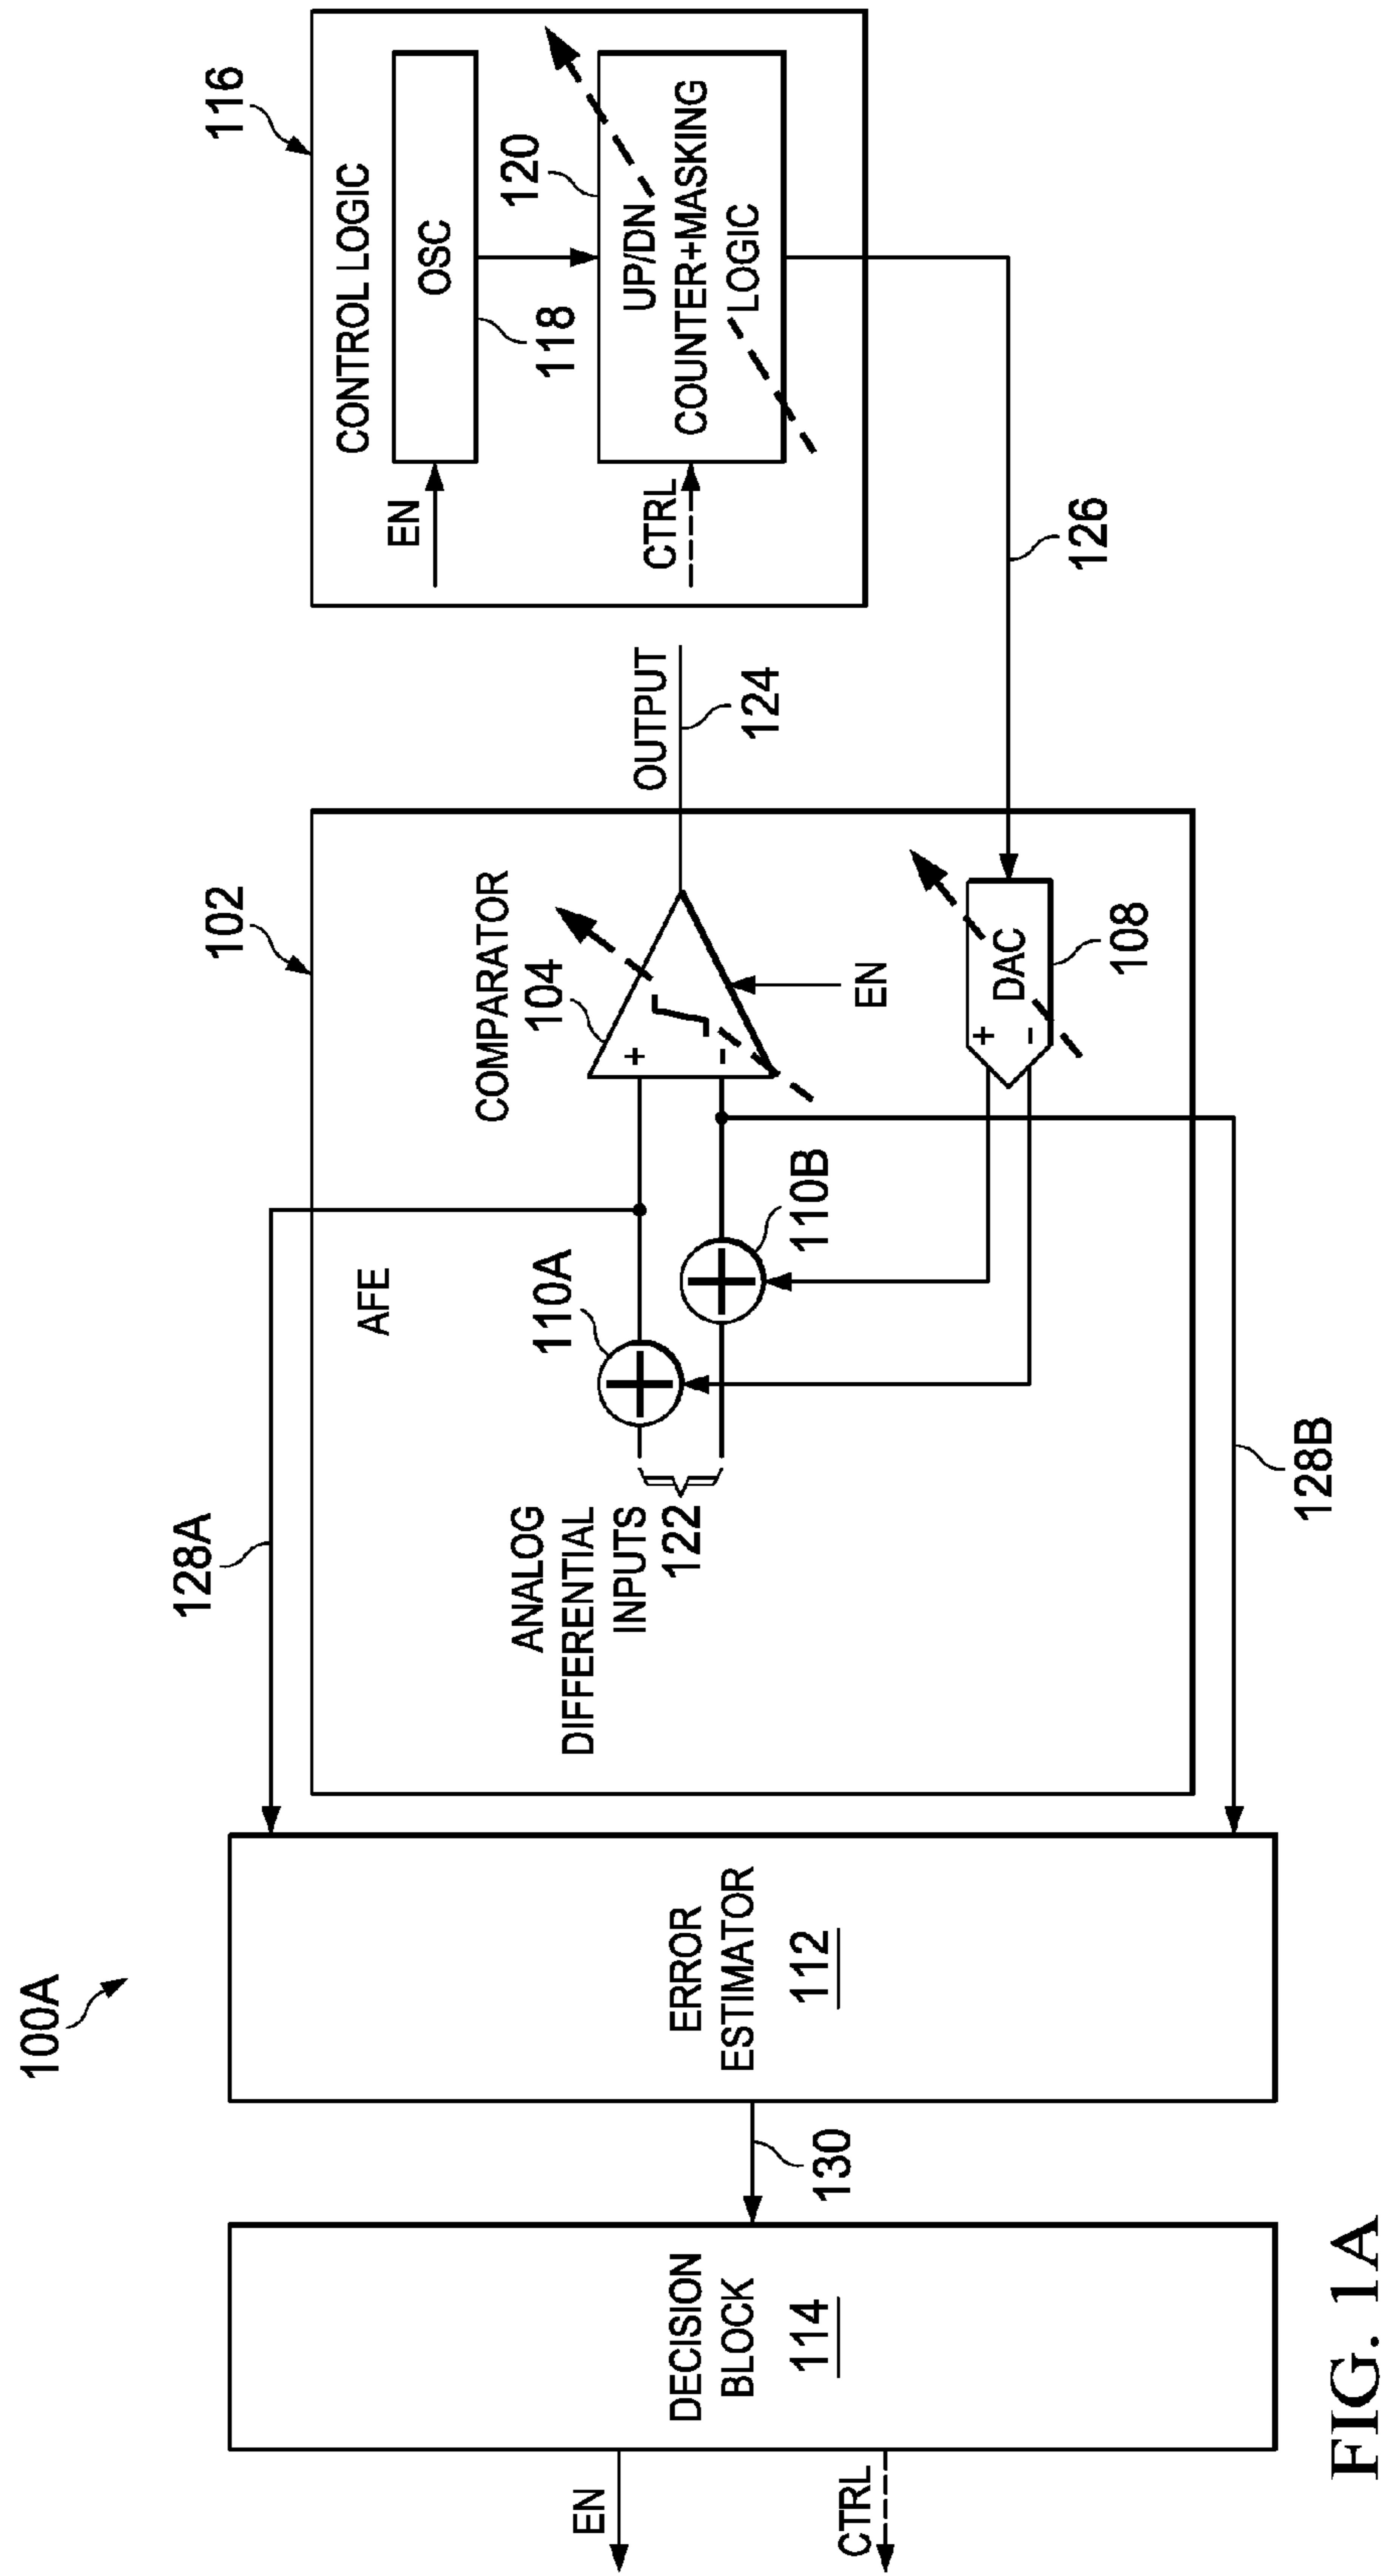 100A
128A
102
116
AFE
COMPARATOR
104
+
-
EN
OUTPUT
124
CONTROL LOGIC
EN
OSC
118
120
CTRL
UP/DN
COUNTER+MASKING
LOGIC
ANALOG
DIFFERENTIAL
INPUTS
122
110A
110B
+
-
DAC
108
126
128B
ERROR
ESTIMATOR
112
130
DECISION
BLOCK
114
EN
CTRL
FIG. 1A